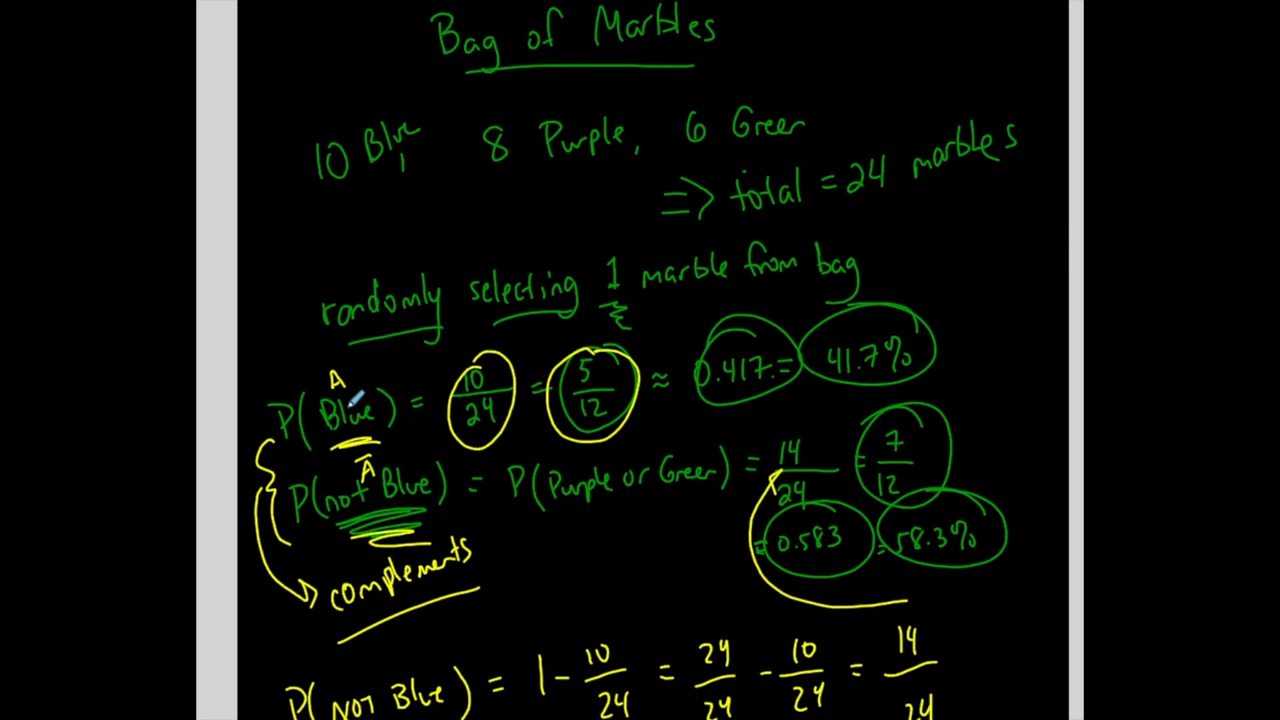 Bag of Marbles
10 Blue, 8 Purple, 6 Green
=> total = 24 marbles
randomly selecting 1 marble from bag
A
P(Blue) = 10/24 = 5/12 ≈ 0.417 = 41.7%
Ā
P(not Blue) = P(Purple or Green) = 14/24 = 7/12
= 0.583 = 58.3%
complements
P(NOT Blue) = 1 - 10/24 = 24/24 - 10/24 = 14/24